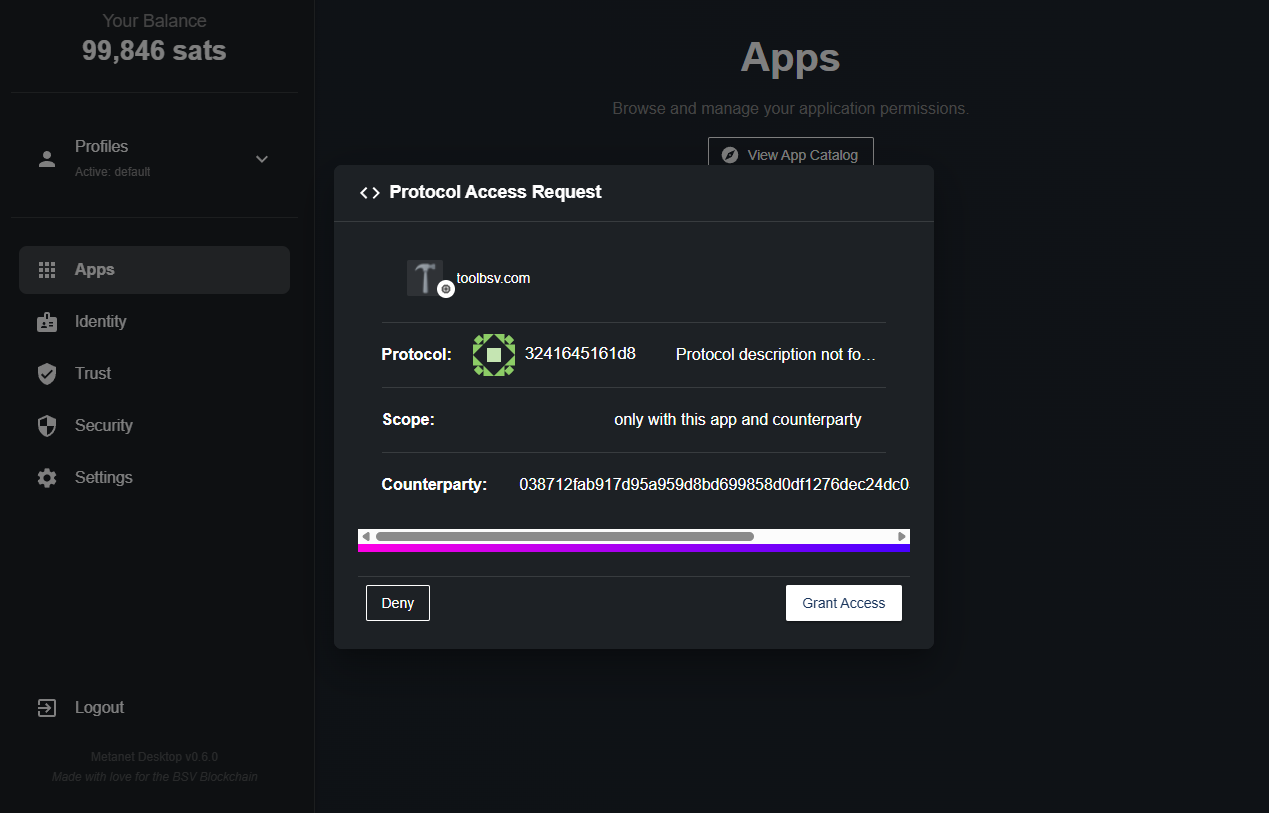 Your Balance
99,846 sats
Profiles
Active: default
Apps
Identity
Trust
Security
Settings
Logout
Metanet Desktop v0.6.0
Made with love for the BSV Blockchain
Apps
Browse and manage your application permissions.
View App Catalog
Protocol Access Request
toolbsv.com
Protocol: 3241645161d8 Protocol description not fo…
Scope: only with this app and counterparty
Counterparty: 038712fab917d95a959d8bd699858d0df1276dec24dc0
Deny
Grant Access